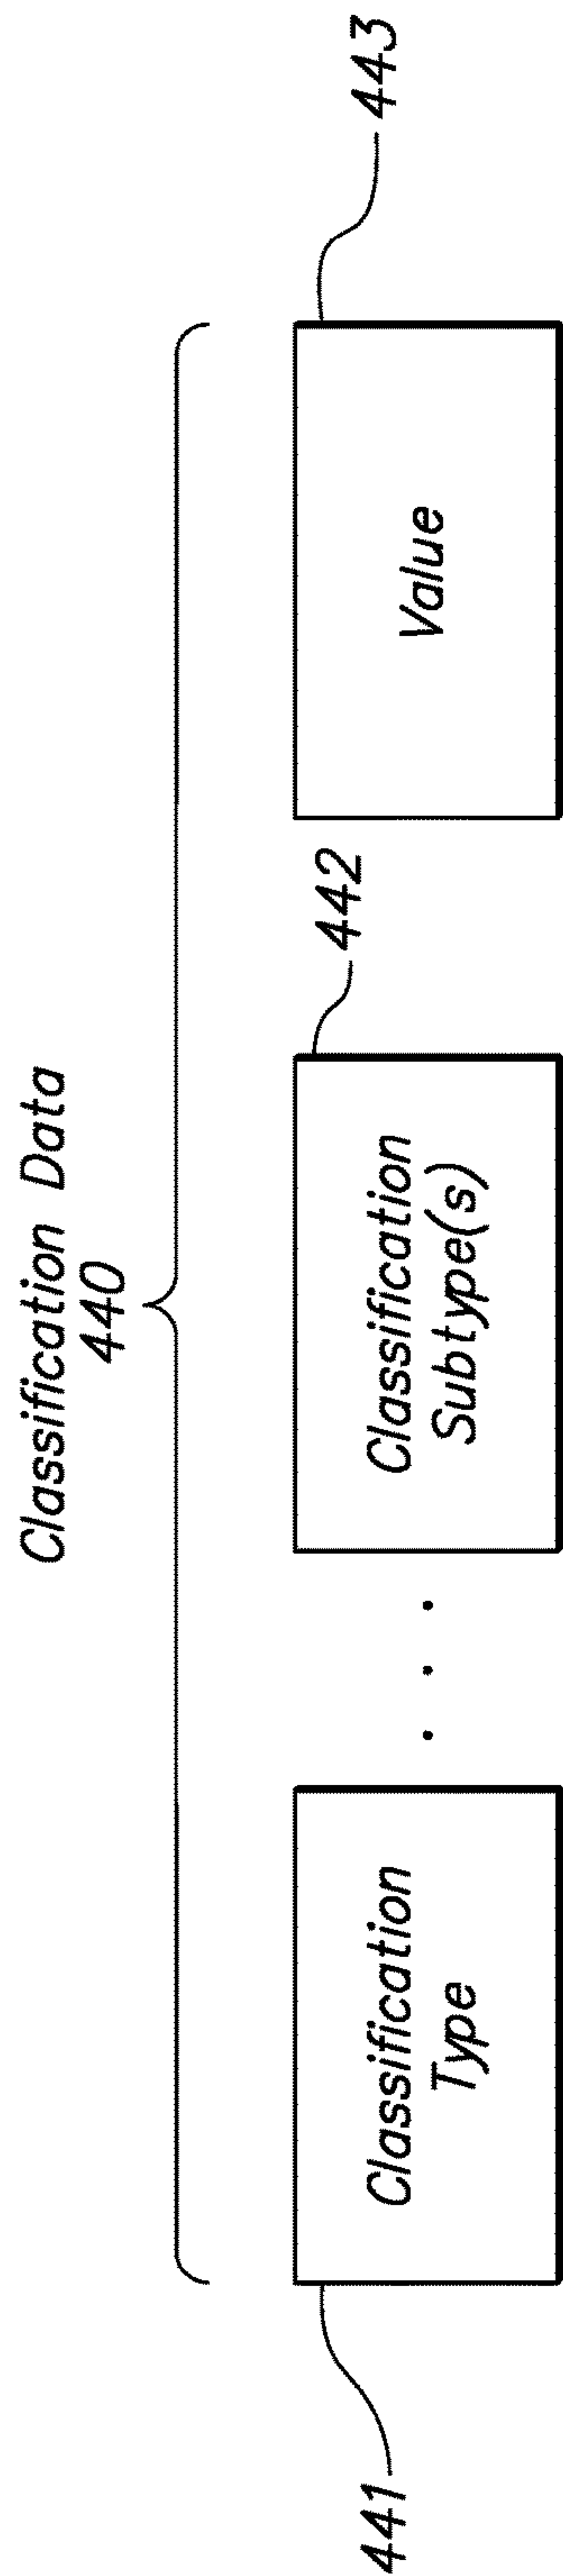 Classification Data
440
441
Classification
Type
. . .
Classification
Subtype(s)
442
Value
443